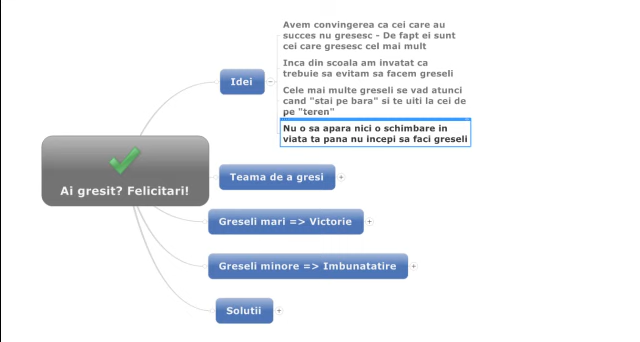 Avem convingerea ca cei care au
succes nu gresesc - De fapt ei sunt
cei care gresesc cel mai mult
Inca din scoala am invatat ca
trebuie sa evitam sa facem greseli
Cele mai multe greseli se vad atunci
cand "stai pe bara" si te uiti la cei de
pe "teren"
Nu o sa apara nici o schimbare in
viata ta pana nu incepi sa faci greseli
Idei
Ai gresit? Felicitari!
Teama de a gresi
Greseli mari => Victorie
Greseli minore => Imbunatatire
Solutii